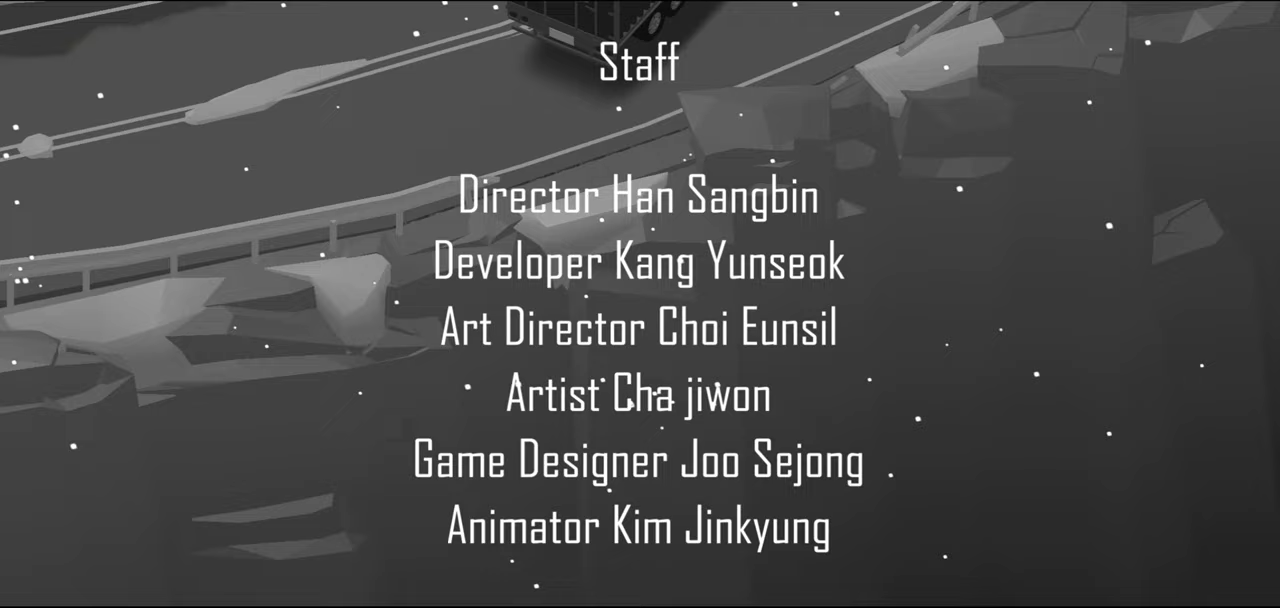 Staff
Director Han Sangbin
Developer Kang Yunseok
Art Director Choi Eunsil
Artist Cha jiwon
Game Designer Joo Sejong
Animator Kim Jinkyung